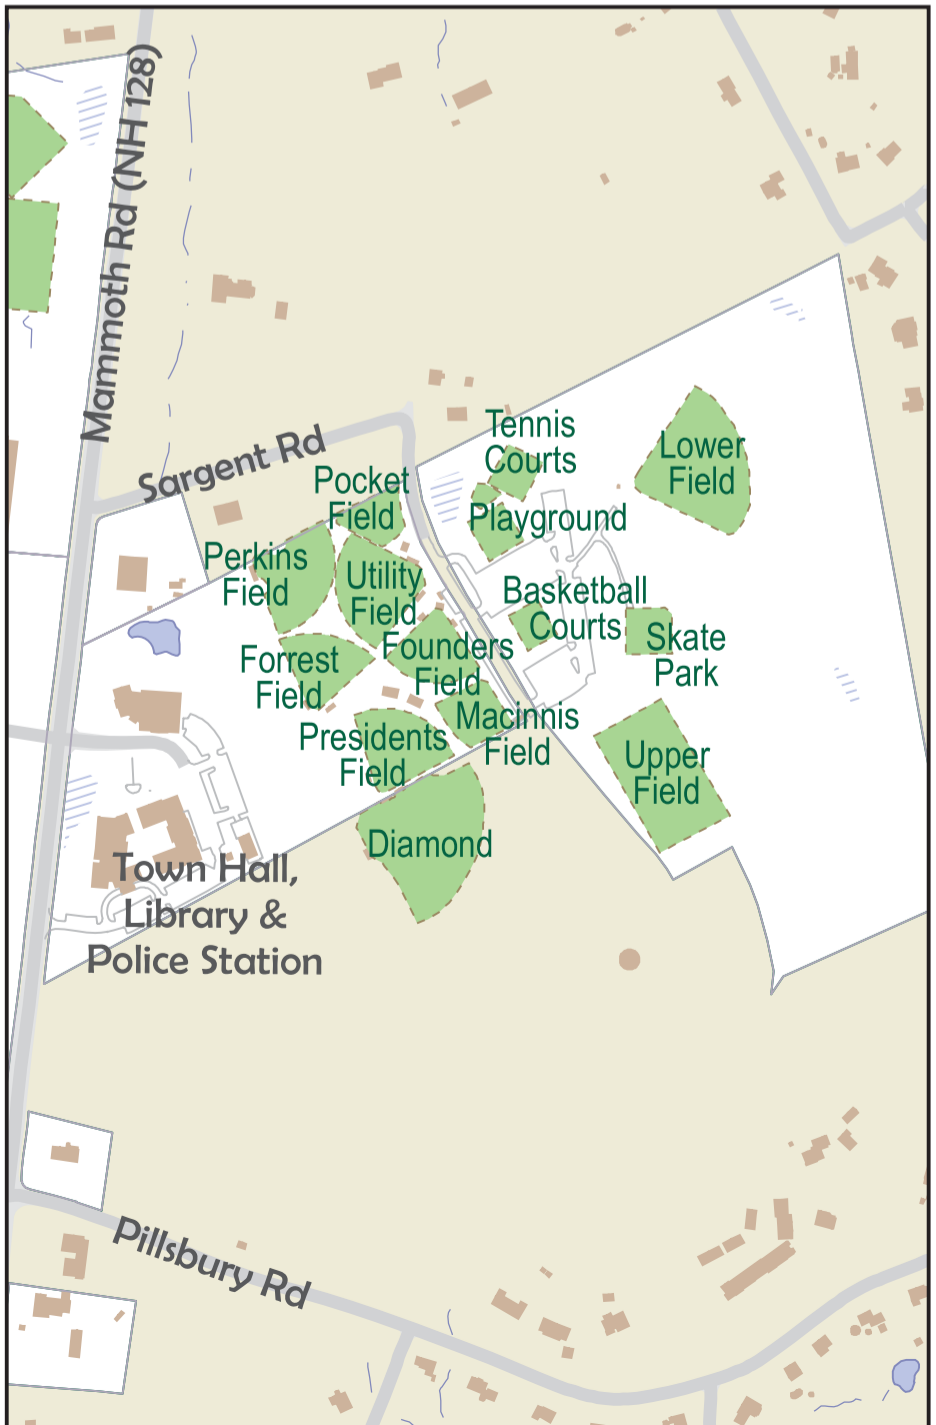 Mammoth Rd (NH 128)
Sargent Rd
Tennis
Courts
Lower
Field
Pocket
Field
Playground
Perkins
Field
Utility
Field
Basketball
Courts
Skate
Park
Founders
Field
Forrest
Field
Macinnis
Field
Presidents
Field
Upper
Field
Diamond
Town Hall,
Library &
Police Station
Pillsbury Rd